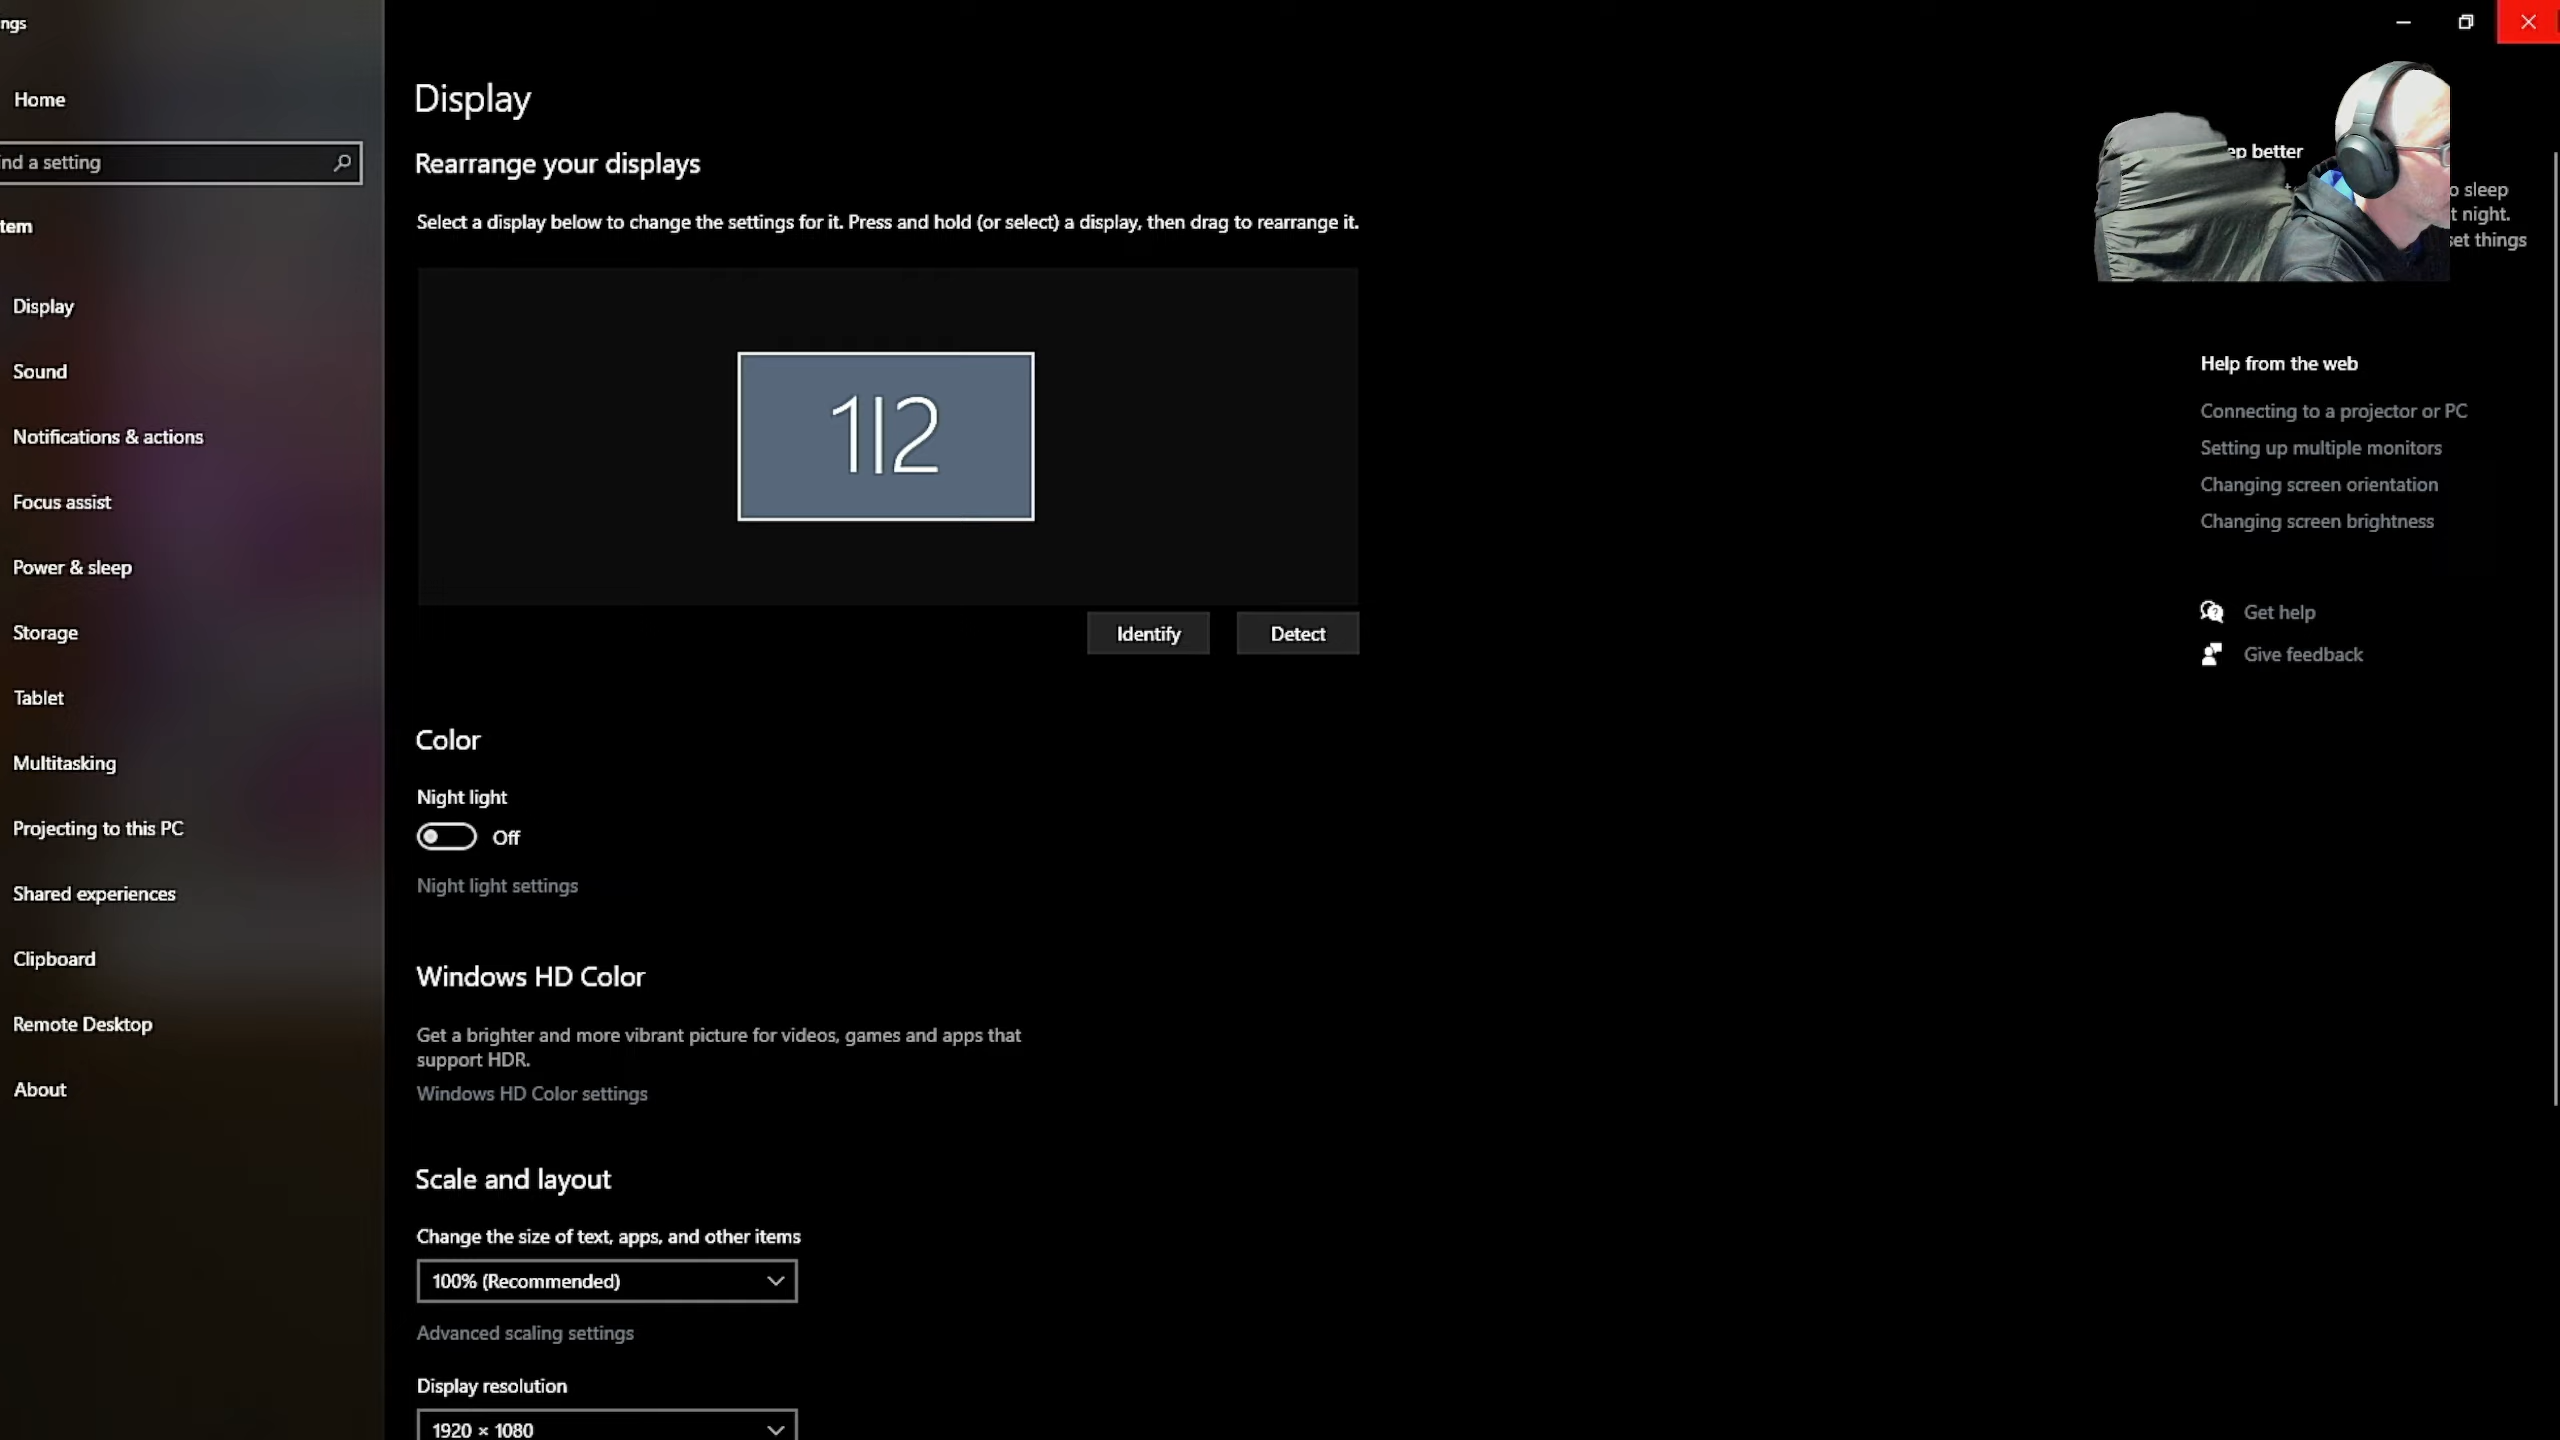 ngs
Home
nd a setting
tem
Display
Sound
Notifications & actions
Focus assist
Power & sleep
Storage
Tablet
Multitasking
Projecting to this PC
Shared experiences
Clipboard
Remote Desktop
About
Display
Rearrange your displays
Select a display below to change the settings for it. Press and hold (or select) a display, then drag to rearrange it.
1|2
Identify
Detect
Color
Night light
Off
Night light settings
Windows HD Color
Get a brighter and more vibrant picture for videos, games and apps that
support HDR.
Windows HD Color settings
Scale and layout
Change the size of text, apps, and other items
100% (Recommended)
Advanced scaling settings
Display resolution
1920 × 1080
ep better
o sleep
t night.
set things
Help from the web
Connecting to a projector or PC
Setting up multiple monitors
Changing screen orientation
Changing screen brightness
Get help
Give feedback